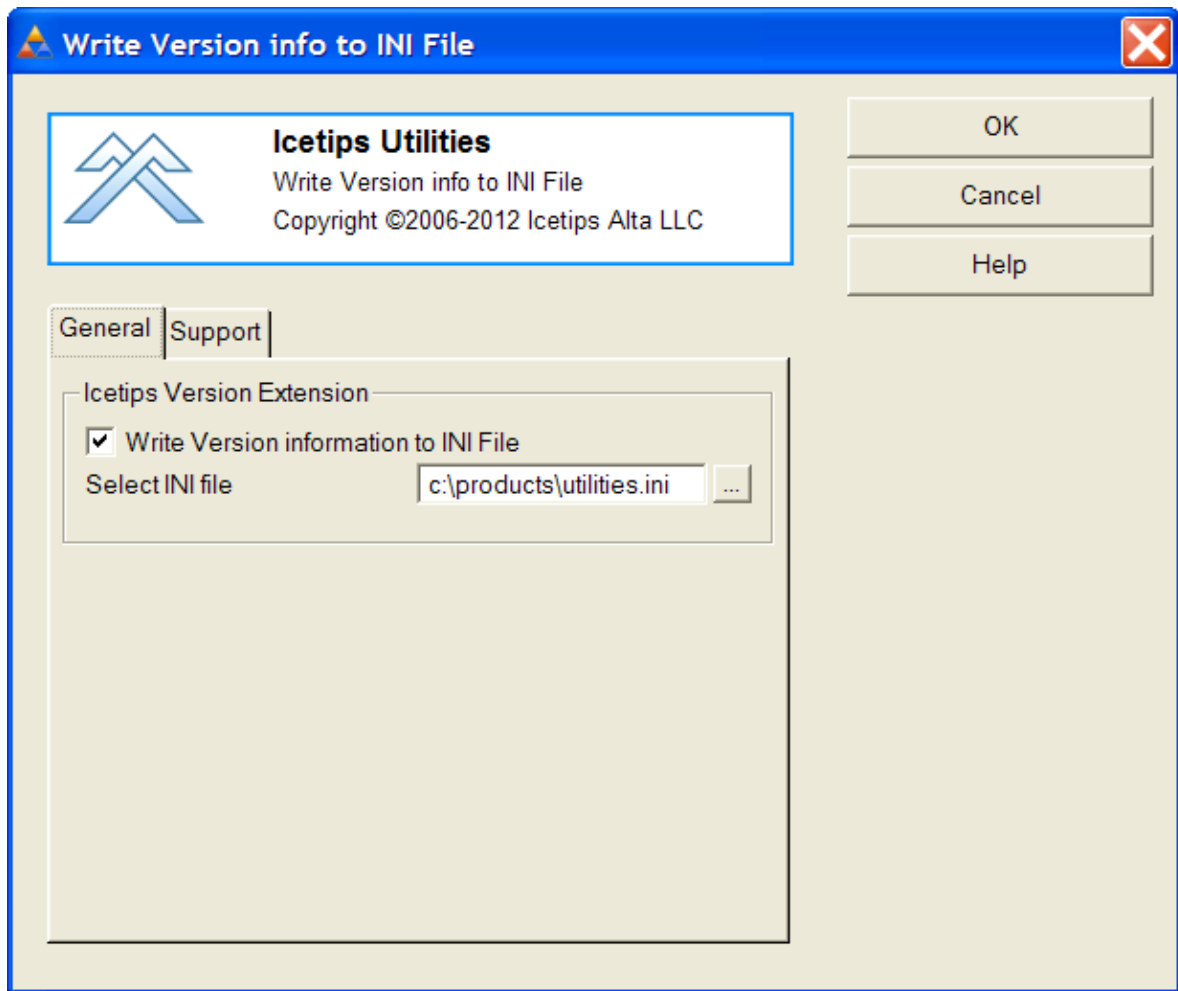 Write Version info to INI File
Icetips Utilities
Write Version info to INI File
Copyright ©2006-2012 Icetips Alta LLC
OK
Cancel
Help
General Support
Icetips Version Extension
Write Version information to INI File
Select INI file c:\products\utilities.ini ...